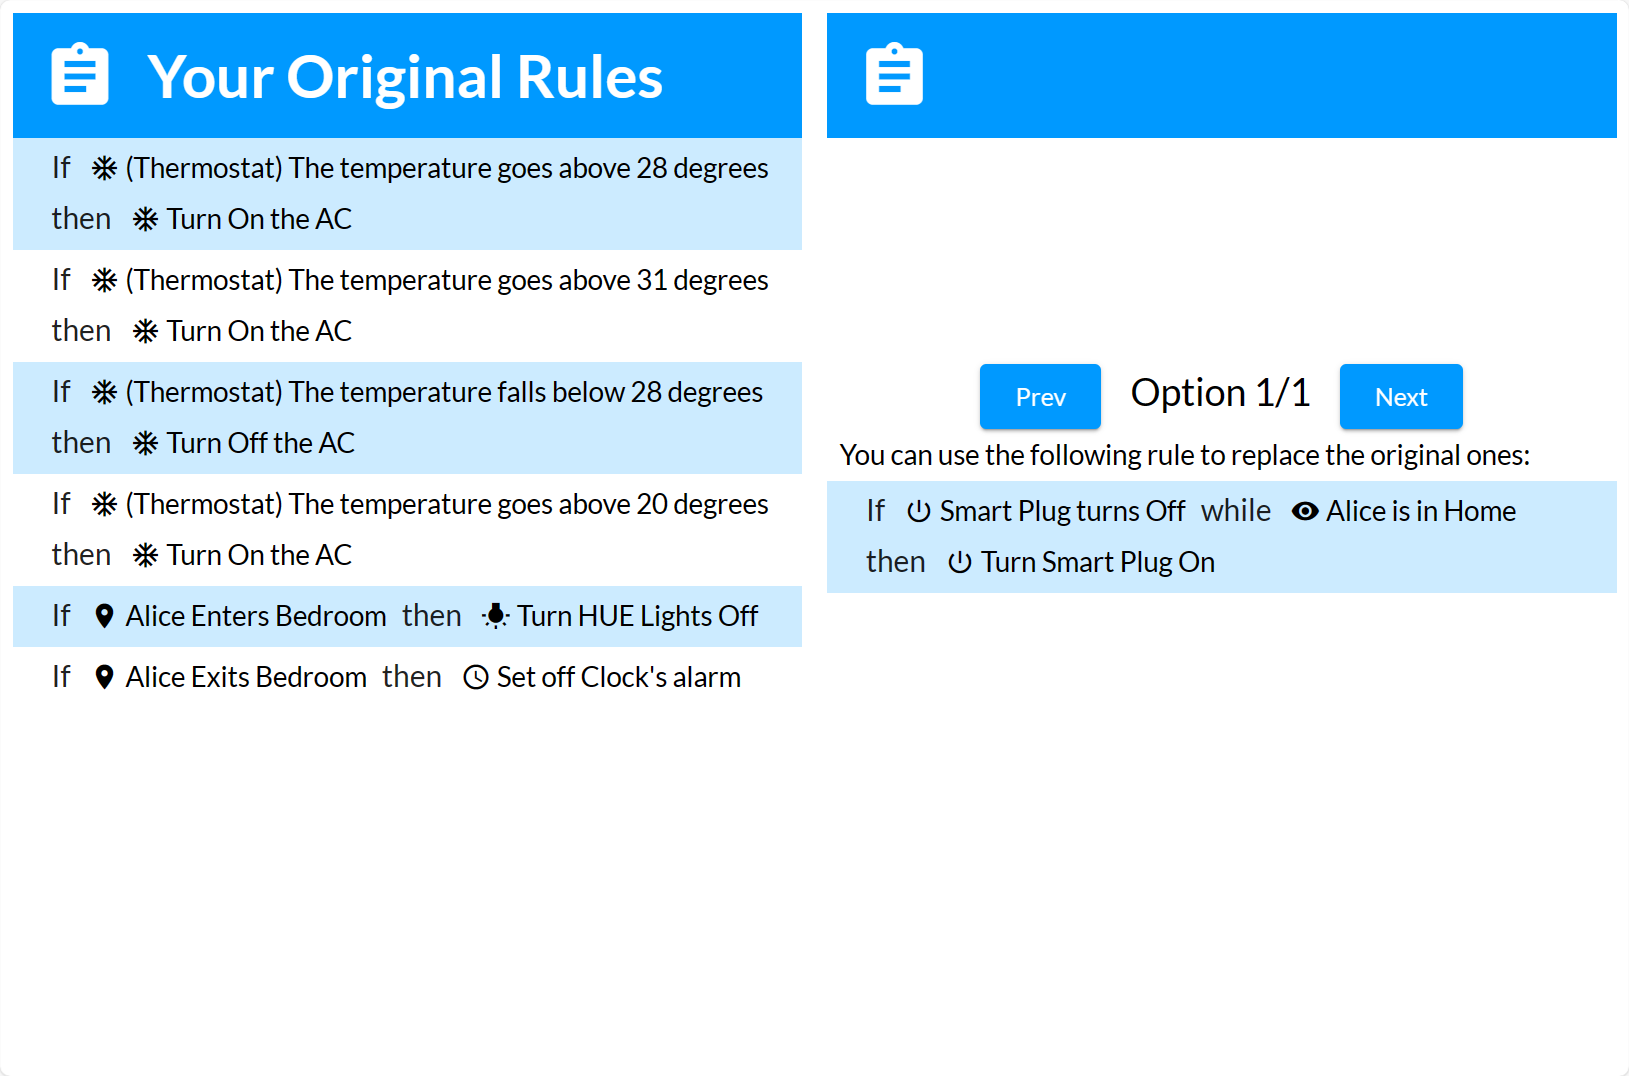 Your Original Rules
If (Thermostat) The temperature goes above 28 degrees
then Turn On the AC
If (Thermostat) The temperature goes above 31 degrees
then Turn On the AC
If (Thermostat) The temperature falls below 28 degrees
then Turn Off the AC
If (Thermostat) The temperature goes above 20 degrees
then Turn On the AC
If Alice Enters Bedroom then Turn HUE Lights Off
If Alice Exits Bedroom then Set off Clock's alarm
Prev Option 1/1 Next
You can use the following rule to replace the original ones:
If Smart Plug turns Off while Alice is in Home
then Turn Smart Plug On